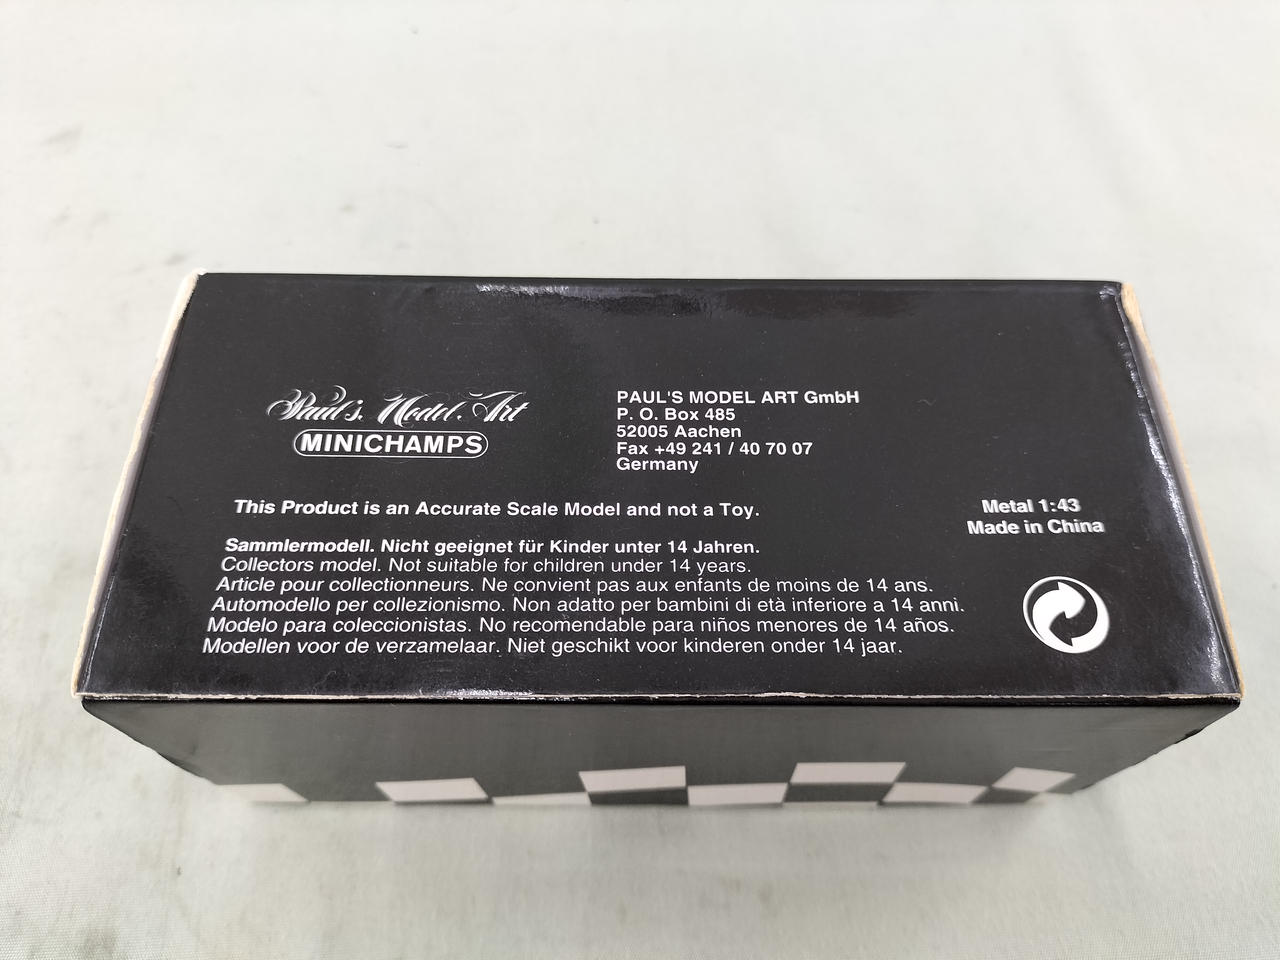 Paul's Model Art
MINICHAMPS
PAUL'S MODEL ART GmbH
P. O. Box 485
52005 Aachen
Fax +49 241 / 40 70 07
Germany
This Product is an Accurate Scale Model and not a Toy.
Metal 1:43
Made in China
Sammlermodell. Nicht geeignet für Kinder unter 14 Jahren.
Collectors model. Not suitable for children under 14 years.
Article pour collectionneurs. Ne convient pas aux enfants de moins de 14 ans.
Automodello per collezionismo. Non adatto per bambini di età inferiore a 14 anni.
Modelo para coleccionistas. No recomendable para niños menores de 14 años.
Modellen voor de verzamelaar. Niet geschikt voor kinderen onder 14 jaar.